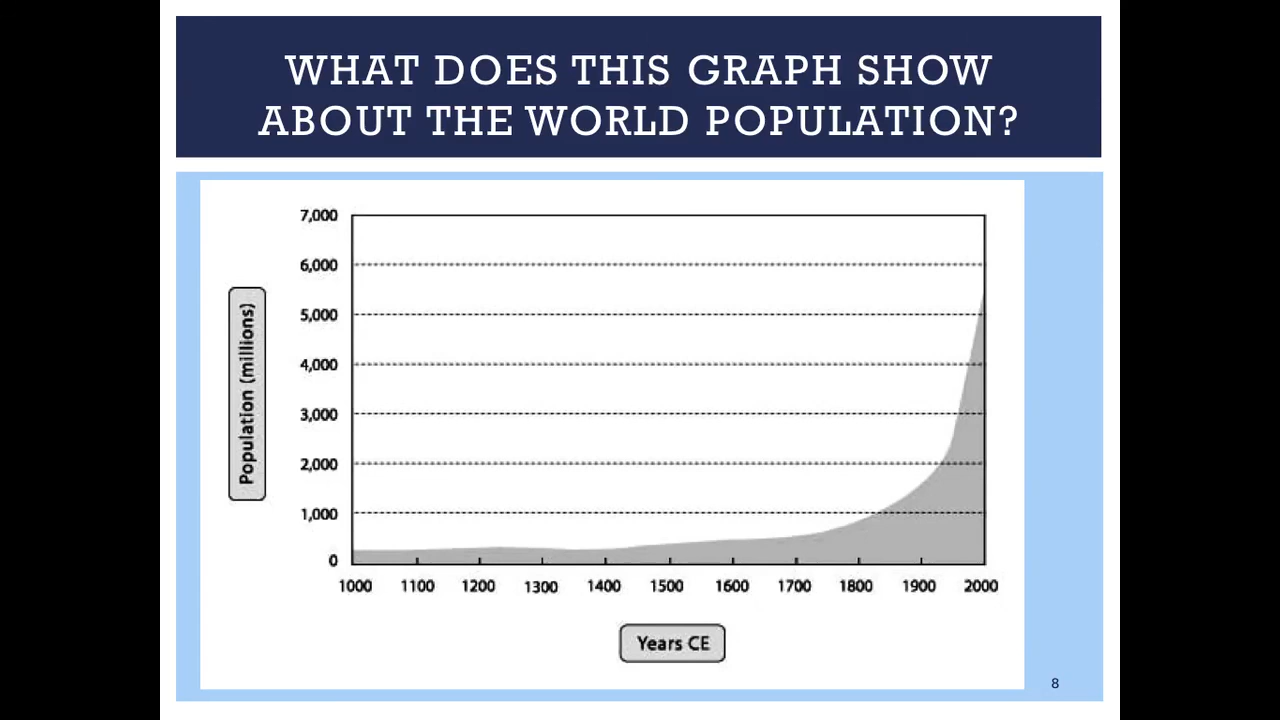 WHAT DOES THIS GRAPH SHOW
ABOUT THE WORLD POPULATION?
7,000
6,000
5,000
4,000
3,000
2,000
1,000
0
Population (millions)
1000 1100 1200 1300 1400 1500 1600 1700 1800 1900 2000
Years CE
8